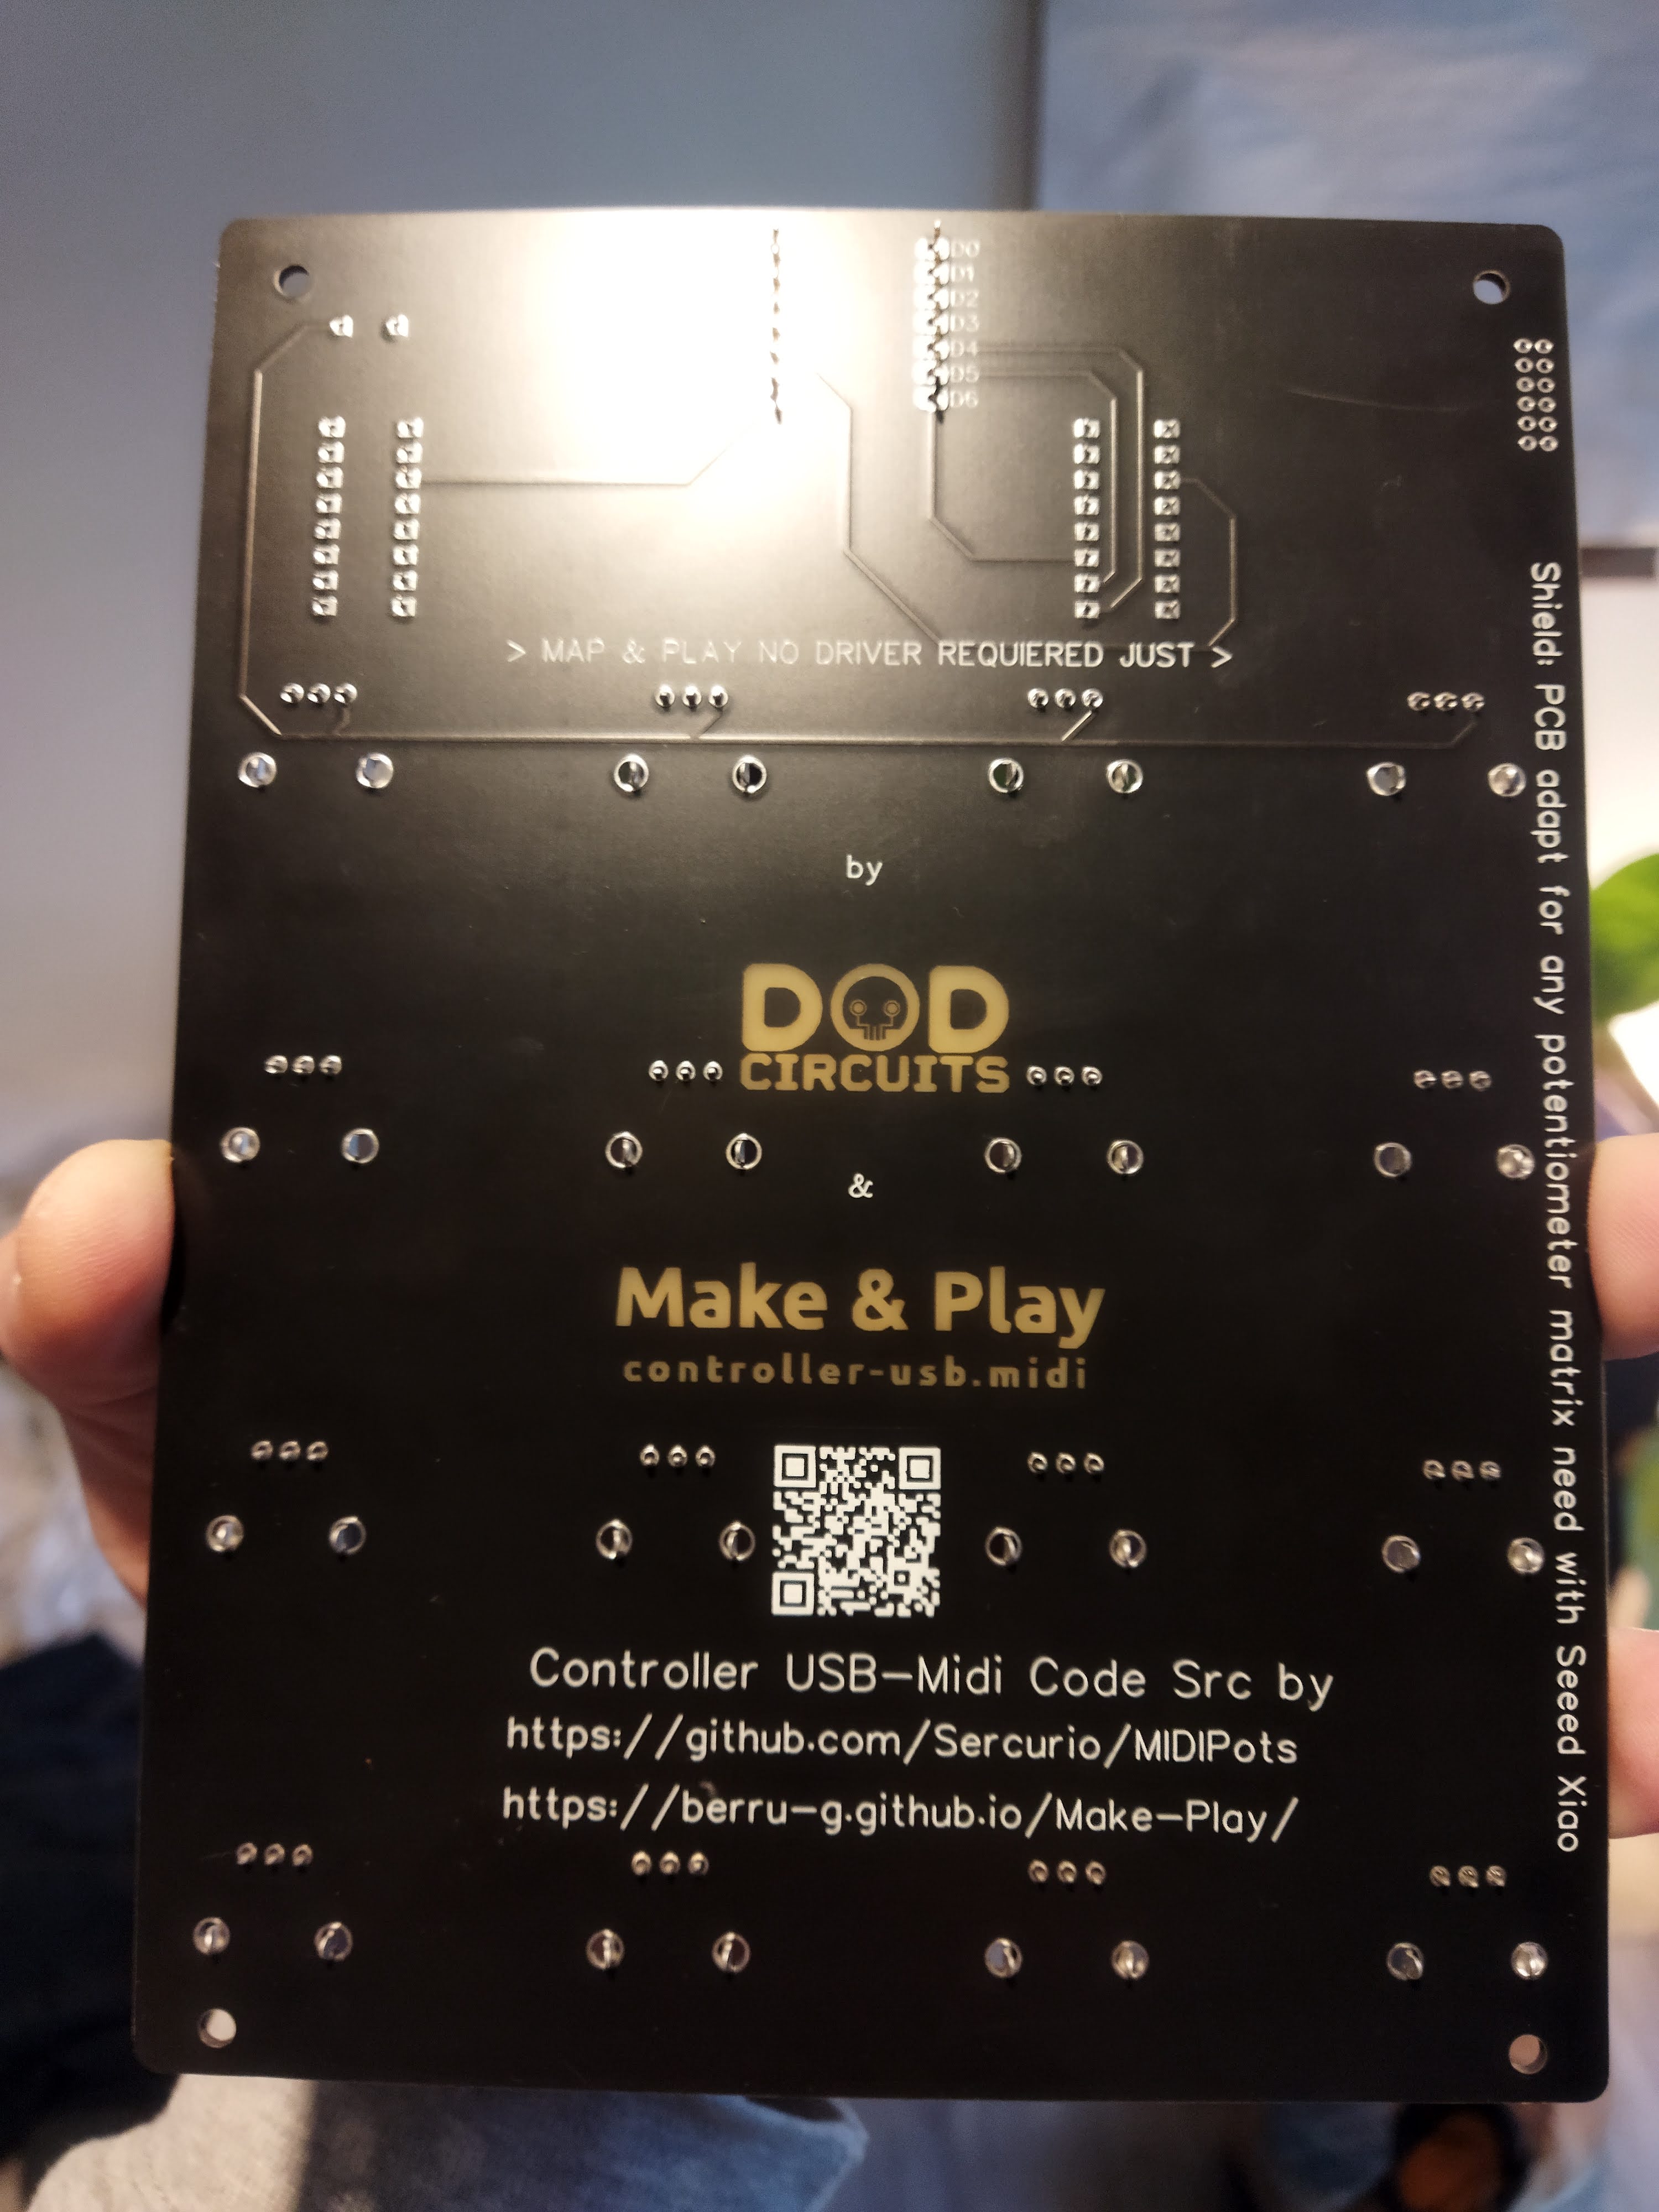 D0
D1
D2
D3
D4
D5
D6
> MAP & PLAY NO DRIVER REQUIERED JUST >
by
DOD
CIRCUITS
&
Make & Play
controller-usb.midi
Controller USB-Midi Code Src by
https://github.com/Sercurio/MIDIPots
https://berru-g.github.io/Make-Play/
Shield: PCB adapt for any potentiometer matrix need with Seeed Xiao